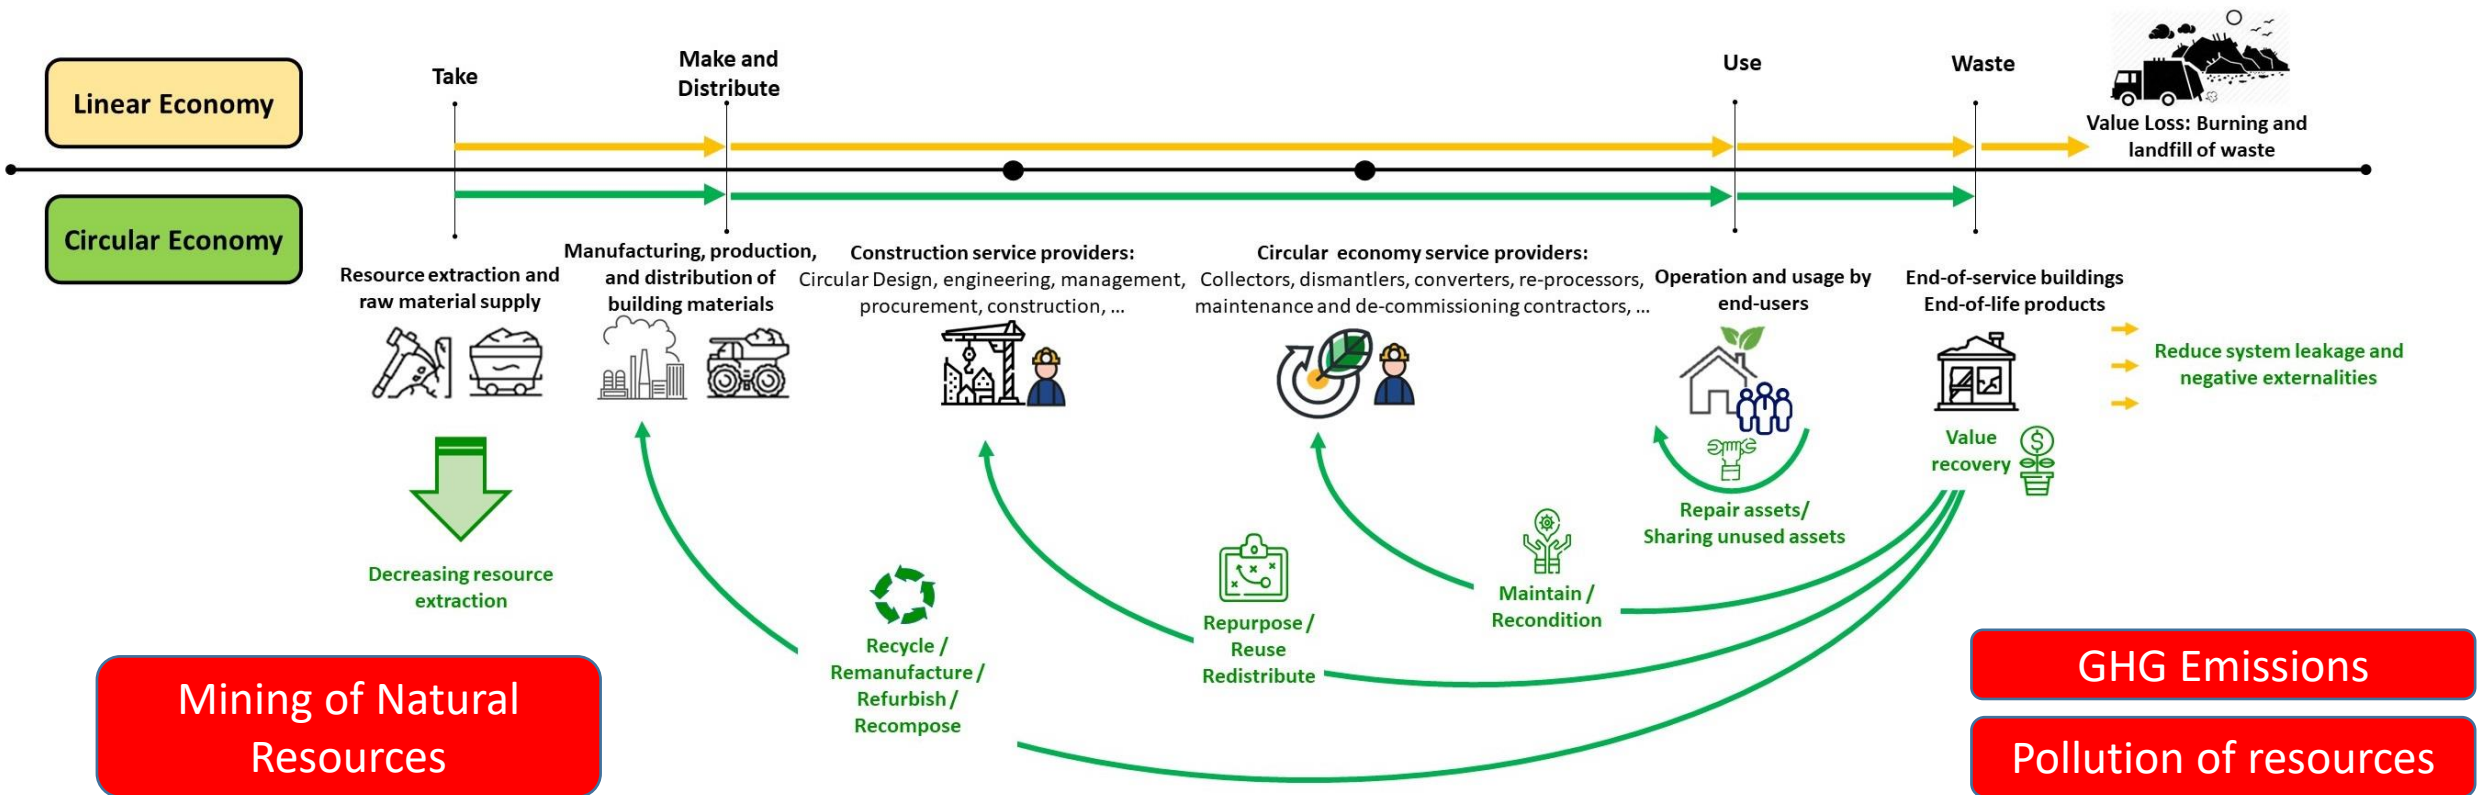 Linear Economy
Take
Make and
Distribute
Use
Waste
Value Loss: Burning and
landfill of waste
Circular Economy
Resource extraction and
raw material supply
Manufacturing, production,
and distribution of
building materials
Construction service providers:
Circular Design, engineering, management,
procurement, construction, ...
Circular economy service providers:
Collectors, dismantlers, converters, re-processors,
maintenance and de-commissioning contractors, ...
Operation and usage by
end-users
End-of-service buildings
End-of-life products
Reduce system leakage and
negative externalities
Value
recovery
$
Repair assets/
Sharing unused assets
Decreasing resource
extraction
Maintain /
Recondition
Repurpose /
Reuse
Redistribute
Recycle /
Remanufacture /
Refurbish /
Recompose
Mining of Natural
Resources
GHG Emissions
Pollution of resources